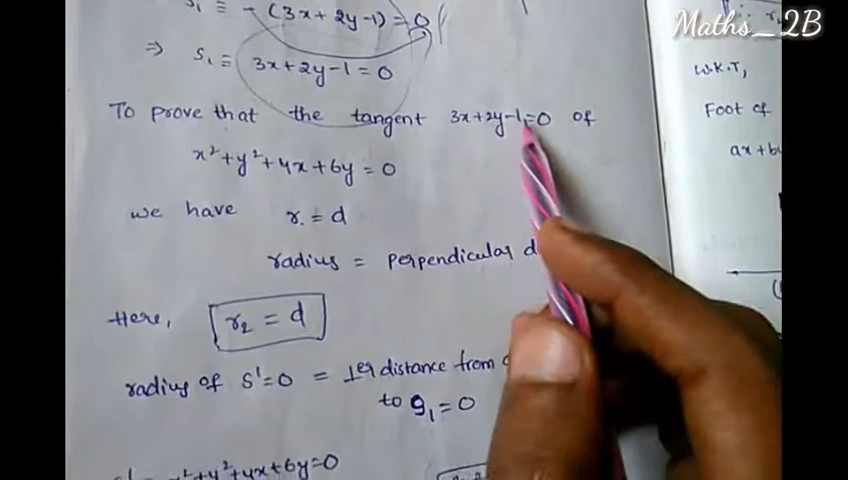 S₁ ≡ -(3x+2y-1)=0
⇒ S₁ ≡ 3x+2y-1=0
To prove that the tangent 3x+2y-1=0 of
x²+y²+4x+6y=0
we have r=d
radius = perpendicular d
Here, r₂ = d
radius of S'=0 = ⊥er distance from
to S₁=0
x²+y²+4x+6y=0
Maths_2B
W.K.T,
Foot of
ax+by